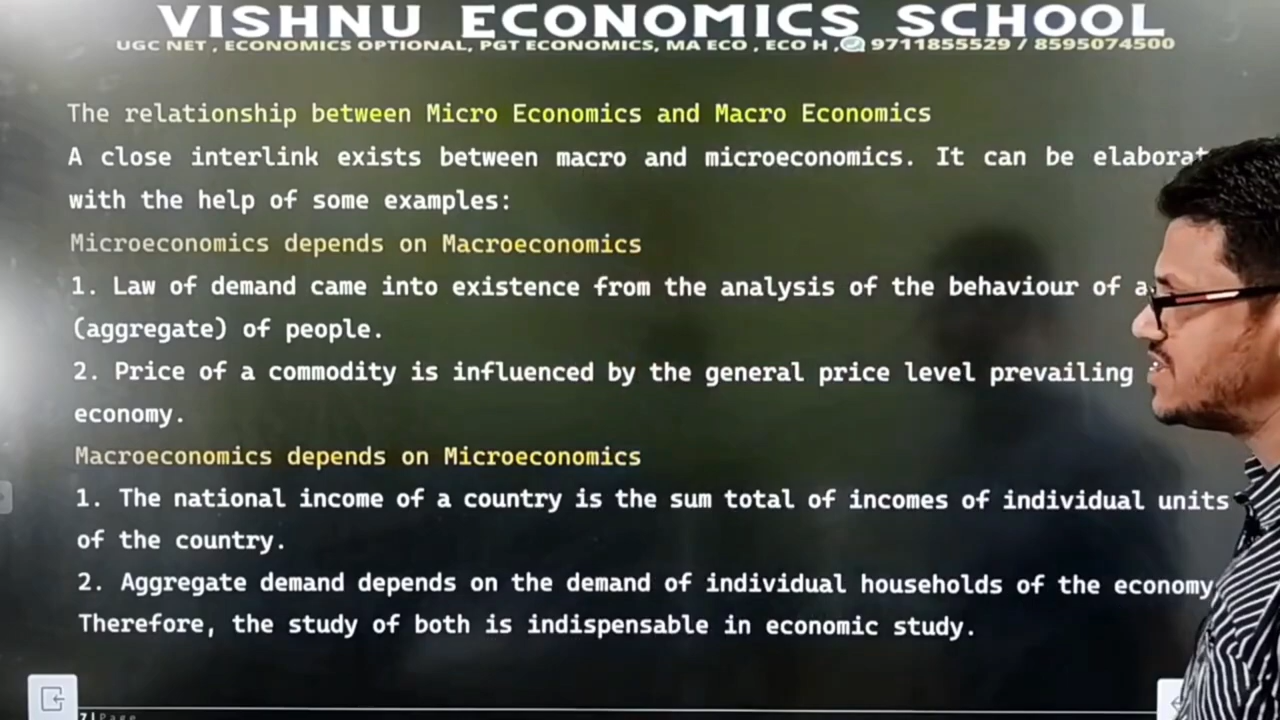 VISHNU ECONOMICS SCHOOL
UGC NET , ECONOMICS OPTIONAL, PGT ECONOMICS, MA ECO , ECO H , 9711855529 / 8595074500
The relationship between Micro Economics and Macro Economics
A close interlink exists between macro and microeconomics. It can be elaborat
with the help of some examples:
Microeconomics depends on Macroeconomics
1. Law of demand came into existence from the analysis of the behaviour of a
(aggregate) of people.
2. Price of a commodity is influenced by the general price level prevailing
economy.
Macroeconomics depends on Microeconomics
1. The national income of a country is the sum total of incomes of individual units
of the country.
2. Aggregate demand depends on the demand of individual households of the economy
Therefore, the study of both is indispensable in economic study.
7 | Page